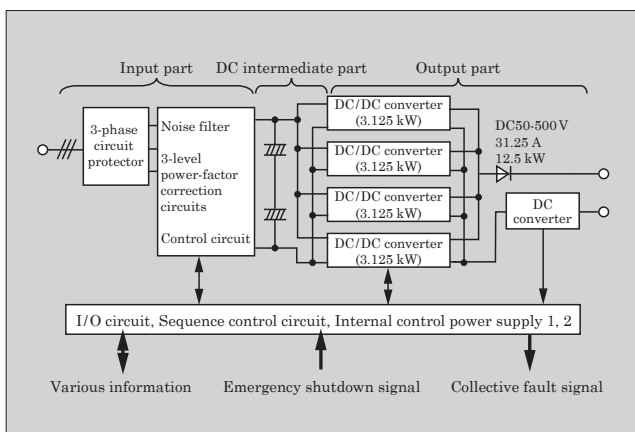 Input part
DC intermediate part
Output part
3-phase
circuit
protector
Noise filter
3-level
power-factor
correction
circuits
Control circuit
DC/DC converter
(3.125 kW)
DC/DC converter
(3.125 kW)
DC/DC converter
(3.125 kW)
DC/DC converter
(3.125 kW)
DC50-500 V
31.25 A
12.5 kW
DC
converter
I/O circuit, Sequence control circuit, Internal control power supply 1, 2
Various information
Emergency shutdown signal
Collective fault signal